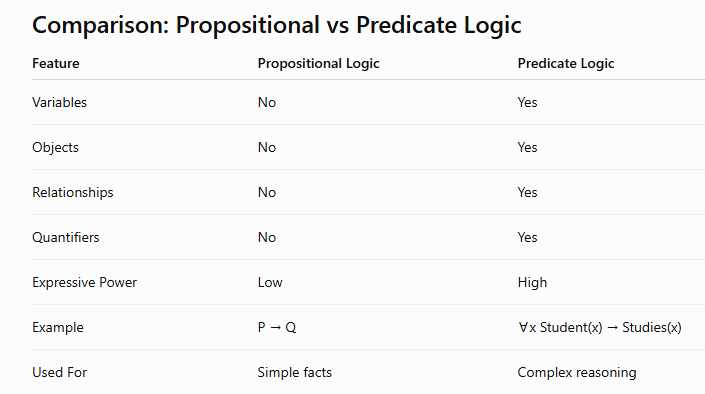 Comparison: Propositional vs Predicate Logic
Feature Propositional Logic Predicate Logic
Variables No Yes
Objects No Yes
Relationships No Yes
Quantifiers No Yes
Expressive Power Low High
Example P → Q ∀x Student(x) → Studies(x)
Used For Simple facts Complex reasoning